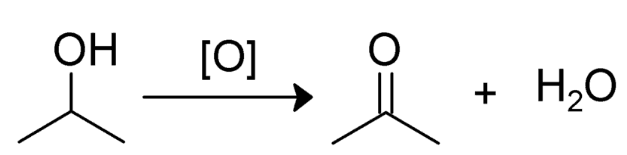 OH [O] O + H₂O